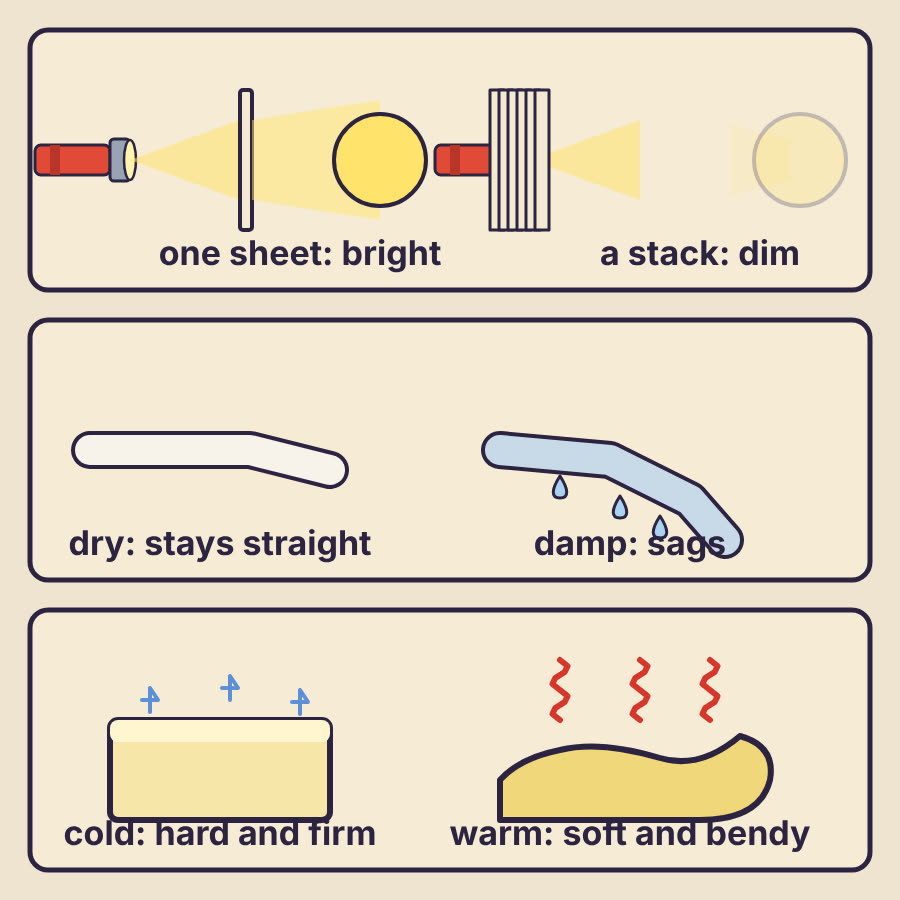 one sheet: bright
a stack: dim
dry: stays straight
damp: sags
cold: hard and firm
warm: soft and bendy